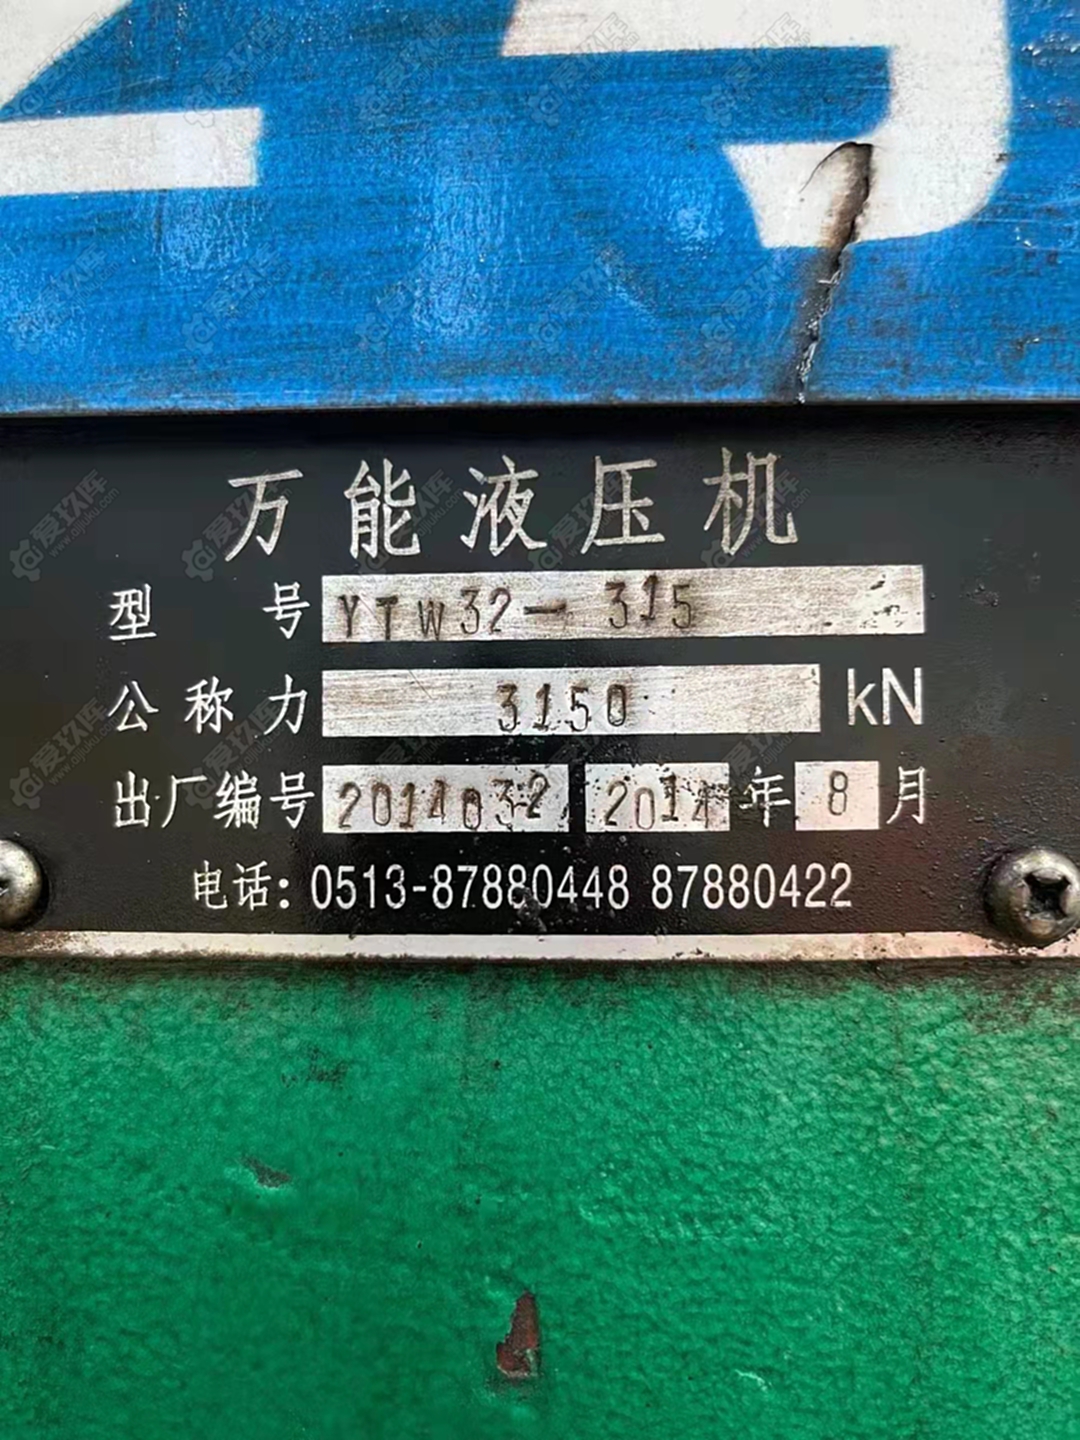 万能液压机
型号 YTW32-315
公称力 3150 kN
出厂编号 2014032 2014年8月
电话:0513-87880448 87880422